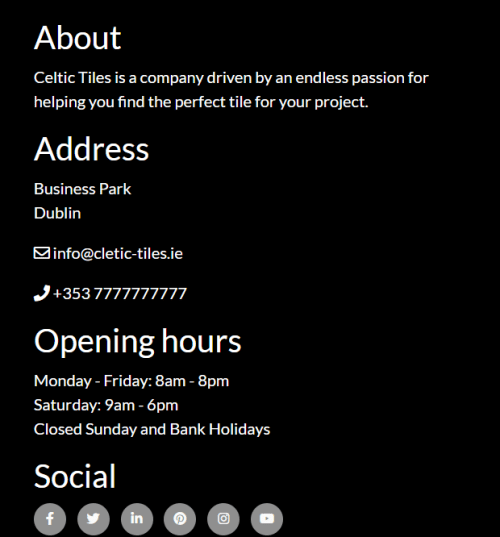 About
Celtic Tiles is a company driven by an endless passion for
helping you find the perfect tile for your project.
Address
Business Park
Dublin
info@cletic-tiles.ie
+353 7777777777
Opening hours
Monday - Friday: 8am - 8pm
Saturday: 9am - 6pm
Closed Sunday and Bank Holidays
Social